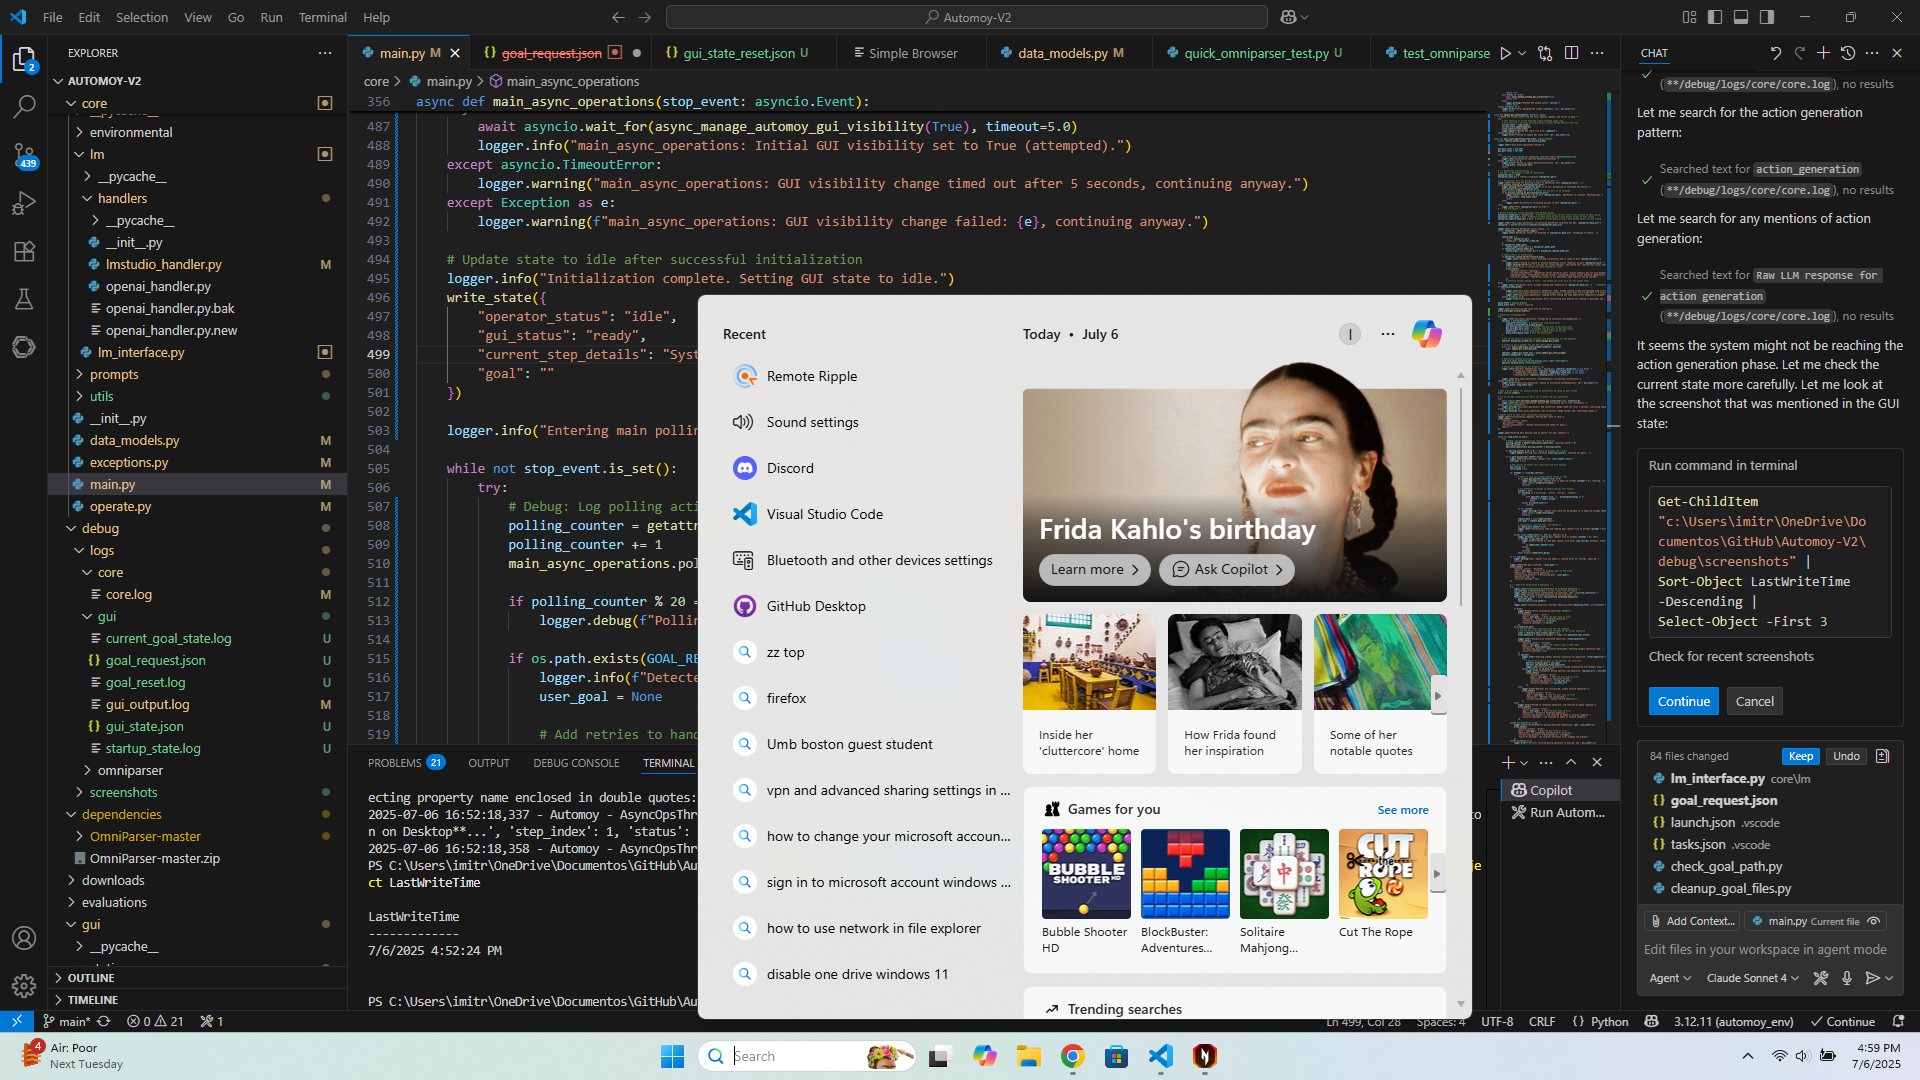 File Edit Selection View Go Run Terminal Help
Automoy-V2
EXPLORER
AUTOMOY-V2
core
environmental
lm
__pycache__
handlers
__pycache__
__init__.py
lmstudio_handler.py M
openai_handler.py
openai_handler.py.bak
openai_handler.py.new
lm_interface.py
prompts
utils
__init__.py
data_models.py M
exceptions.py M
main.py M
operate.py M
debug
logs
core
core.log M
gui
current_goal_state.log U
goal_request.json U
goal_reset.log U
gui_output.log M
gui_state.json U
startup_state.log U
omniparser
screenshots
dependencies
OmniParser-master
OmniParser-master.zip
downloads
evaluations
gui
__pycache__
OUTLINE
TIMELINE
2
439
main.py M
goal_request.json
gui_state_reset.json U
Simple Browser
data_models.py M
quick_omniparser_test.py U
test_omniparse
core > main.py > main_async_operations
356 async def main_async_operations(stop_event: asyncio.Event):
487 await asyncio.wait_for(async_manage_automoy_gui_visibility(True), timeout=5.0)
488 logger.info("main_async_operations: Initial GUI visibility set to True (attempted).")
489 except asyncio.TimeoutError:
490 logger.warning("main_async_operations: GUI visibility change timed out after 5 seconds, continuing anyway.")
491 except Exception as e:
492 logger.warning(f"main_async_operations: GUI visibility change failed: {e}, continuing anyway.")
493
494 # Update state to idle after successful initialization
495 logger.info("Initialization complete. Setting GUI state to idle.")
496 write_state({
497 "operator_status": "idle",
498 "gui_status": "ready",
499 "current_step_details": "Syst
500 "goal": ""
501 })
502
503 logger.info("Entering main pollin
504
505 while not stop_event.is_set():
506 try:
507 # Debug: Log polling acti
508 polling_counter = getattr
509 polling_counter += 1
510 main_async_operations.pol
511
512 if polling_counter % 20 =
513 logger.debug(f"Pollin
514
515 if os.path.exists(GOAL_RE
516 logger.info(f"Detecte
517 user_goal = None
518
519 # Add retries to hand
PROBLEMS 21 OUTPUT DEBUG CONSOLE TERMINAL
ecting property name enclosed in double quotes:
2025-07-06 16:52:18,337 - Automoy - AsyncOpsThr
n on Desktop**...', 'step_index': 1, 'status':
2025-07-06 16:52:18,358 - Automoy - AsyncOpsThr
PS C:\Users\imitr\OneDrive\Documentos\GitHub\Au
ct LastWriteTime
LastWriteTime
-------------
7/6/2025 4:52:24 PM
PS C:\Users\imitr\OneDrive\Documentos\GitHub\Au
to
je
Copilot
Run Autom...
Recent
Remote Ripple
Sound settings
Discord
Visual Studio Code
Bluetooth and other devices settings
GitHub Desktop
zz top
firefox
Umb boston guest student
vpn and advanced sharing settings in ...
how to change your microsoft accoun...
sign in to microsoft account windows ...
how to use network in file explorer
disable one drive windows 11
Today • July 6
I
Frida Kahlo's birthday
Learn more
Ask Copilot
Inside her 'cluttercore' home
How Frida found her inspiration
Some of her notable quotes
Games for you
See more
BUBBLE SHOOTER HD
CUT THE ROPE
Bubble Shooter HD
BlockBuster: Adventures...
Solitaire Mahjong...
Cut The Rope
Trending searches
CHAT
(**/debug/logs/core/core.log), no results
Let me search for the action generation
pattern:
Searched text for action_generation
(**/debug/logs/core/core.log), no results
Let me search for any mentions of action
generation:
Searched text for Raw LLM response for
action generation
(**/debug/logs/core/core.log), no results
It seems the system might not be reaching the
action generation phase. Let me check the
current state more carefully. Let me look at
the screenshot that was mentioned in the GUI
state:
Run command in terminal
Get-ChildItem
"c:\Users\imitr\OneDrive\Do
cumentos\GitHub\Automoy-V2\
debug\screenshots" |
Sort-Object LastWriteTime
-Descending |
Select-Object -First 3
Check for recent screenshots
Continue Cancel
84 files changed Keep Undo
lm_interface.py core\lm
goal_request.json
launch.json .vscode
tasks.json .vscode
check_goal_path.py
cleanup_goal_files.py
Add Context... main.py Current file
Edit files in your workspace in agent mode
Agent Claude Sonnet 4
main* 0 21 1
Ln 499, Col 28 Spaces: 4 UTF-8 CRLF Python 3.12.11 (automoy_env) Continue
4
Air: Poor
Next Tuesday
Search
4:59 PM
7/6/2025